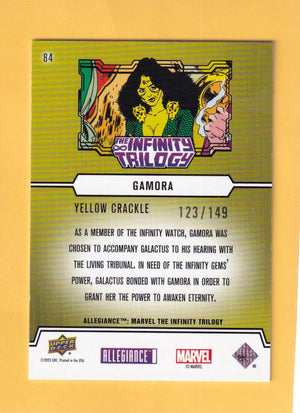 84
THE INFINITY
TRILOGY
GAMORA
YELLOW CRACKLE
123/149
AS A MEMBER OF THE INFINITY WATCH, GAMORA WAS
CHOSEN TO ACCOMPANY GALACTUS TO HIS HEARING WITH
THE LIVING TRIBUNAL. IN NEED OF THE INFINITY GEMS'
POWER, GALACTUS BONDED WITH GAMORA IN ORDER TO
GRANT HER THE POWER TO AWAKEN ETERNITY.
ALLEGIANCE™: MARVEL THE INFINITY TRILOGY
UPPER DECK
ALLEGIANCE
MARVEL
© MARVEL